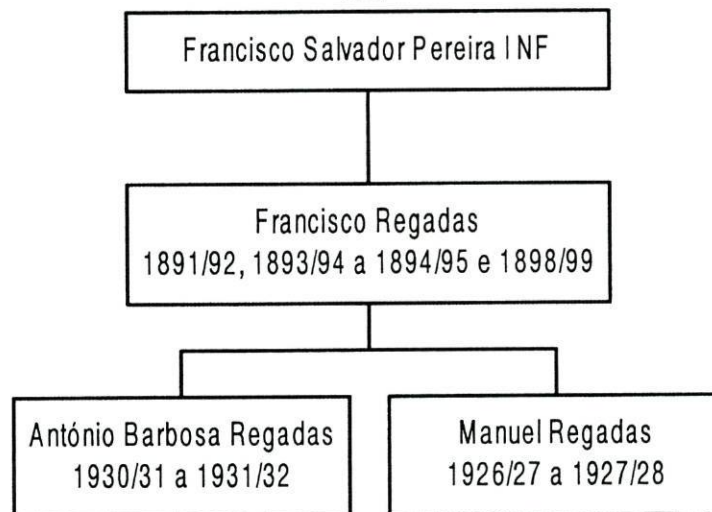 Francisco Salvador Pereira I NF
Francisco Regadas
1891/92, 1893/94 a 1894/95 e 1898/99
António Barbosa Regadas
1930/31 a 1931/32
Manuel Regadas
1926/27 a 1927/28